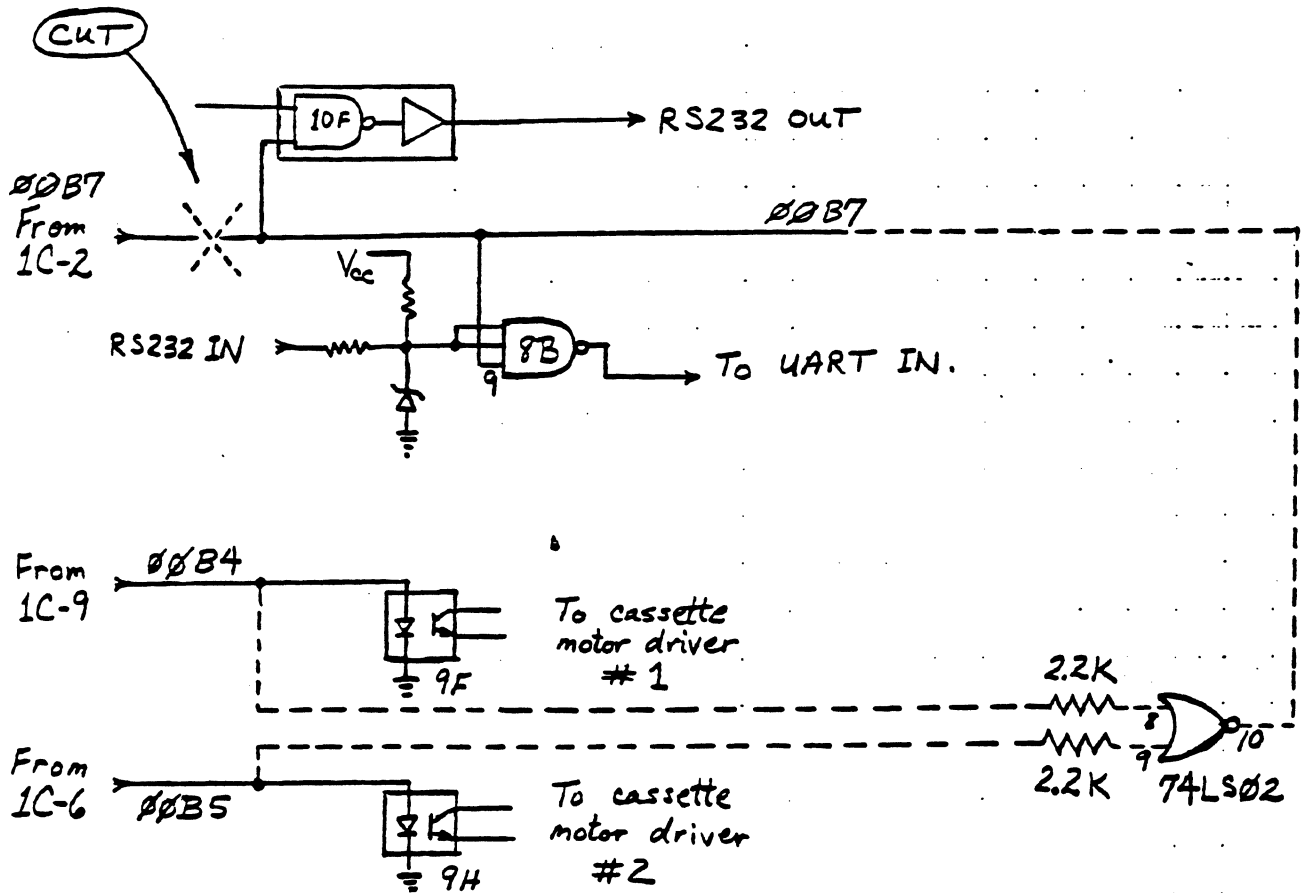 CUT
10F
RS232 OUT
ØØB7
From
1C-2
ØØB7
Vcc
RS232 IN
8B
9
To UART IN.
From
1C-9
ØØB4
To cassette
motor driver
# 1
9F
2.2K
8
9
10
2.2K
74LSØ2
From
1C-6
ØØB5
To cassette
motor driver
#2
9H